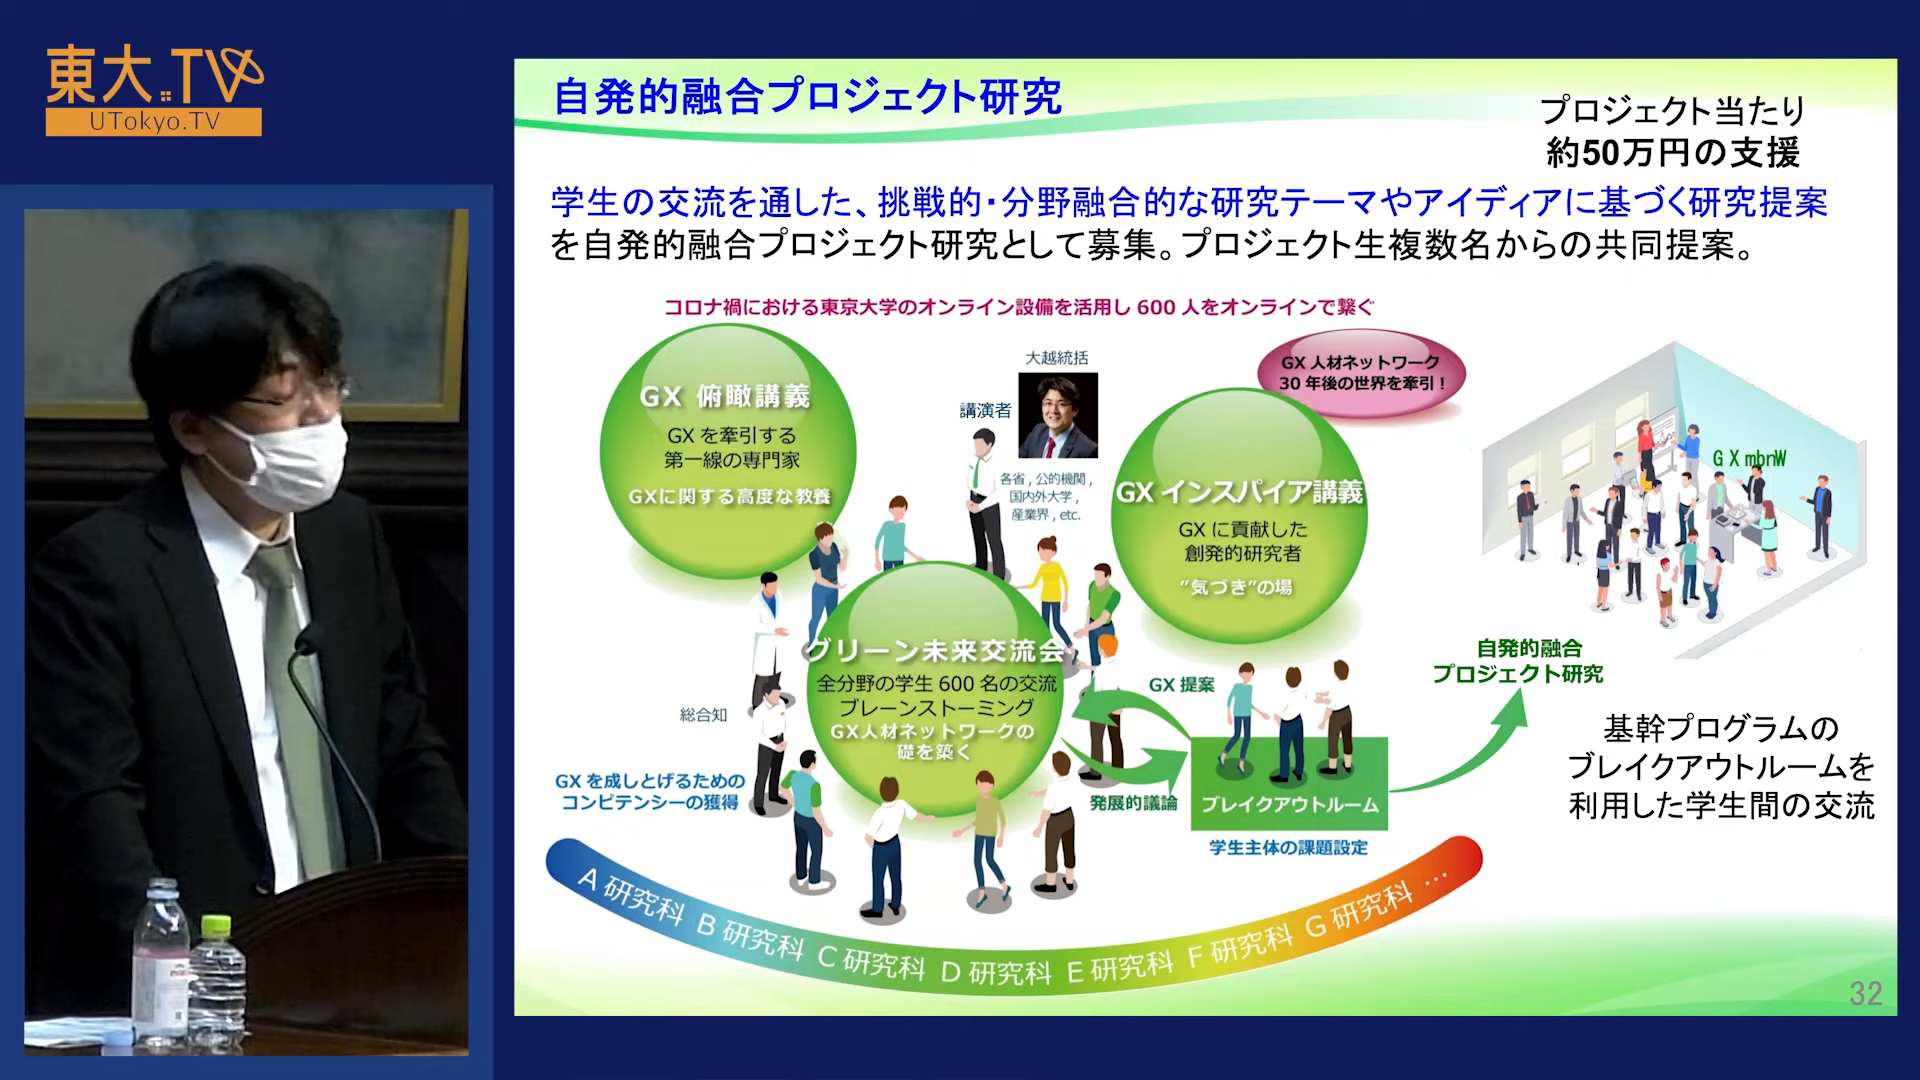 東大.TV
UTokyo.TV
自発的融合プロジェクト研究
プロジェクト当たり
約50万円の支援
学生の交流を通した、挑戦的・分野融合的な研究テーマやアイディアに基づく研究提案
を自発的融合プロジェクト研究として募集。プロジェクト生複数名からの共同提案。
コロナ禍における東京大学のオンライン設備を活用し 600 人をオンラインで繋ぐ
GX 俯瞰講義
GX を牽引する
第一線の専門家
GXに関する高度な教養
大越統括
講演者
各省 , 公的機関 ,
国内外大学 ,
産業界 , etc.
GX 人材ネットワーク
30 年後の世界を牽引！
GX インスパイア講義
GX に貢献した
創発的研究者
”気づき”の場
GX mbnW
グリーン未来交流会
全分野の学生 600 名の交流
ブレーンストーミング
GX人材ネットワークの
礎を築く
総合知
GX を成しとげるための
コンピテンシーの獲得
GX 提案
発展的議論
ブレイクアウトルーム
学生主体の課題設定
自発的融合
プロジェクト研究
基幹プログラムの
ブレイクアウトルームを
利用した学生間の交流
A 研究科 B 研究科 C 研究科 D 研究科 E 研究科 F 研究科 G 研究科 …
32